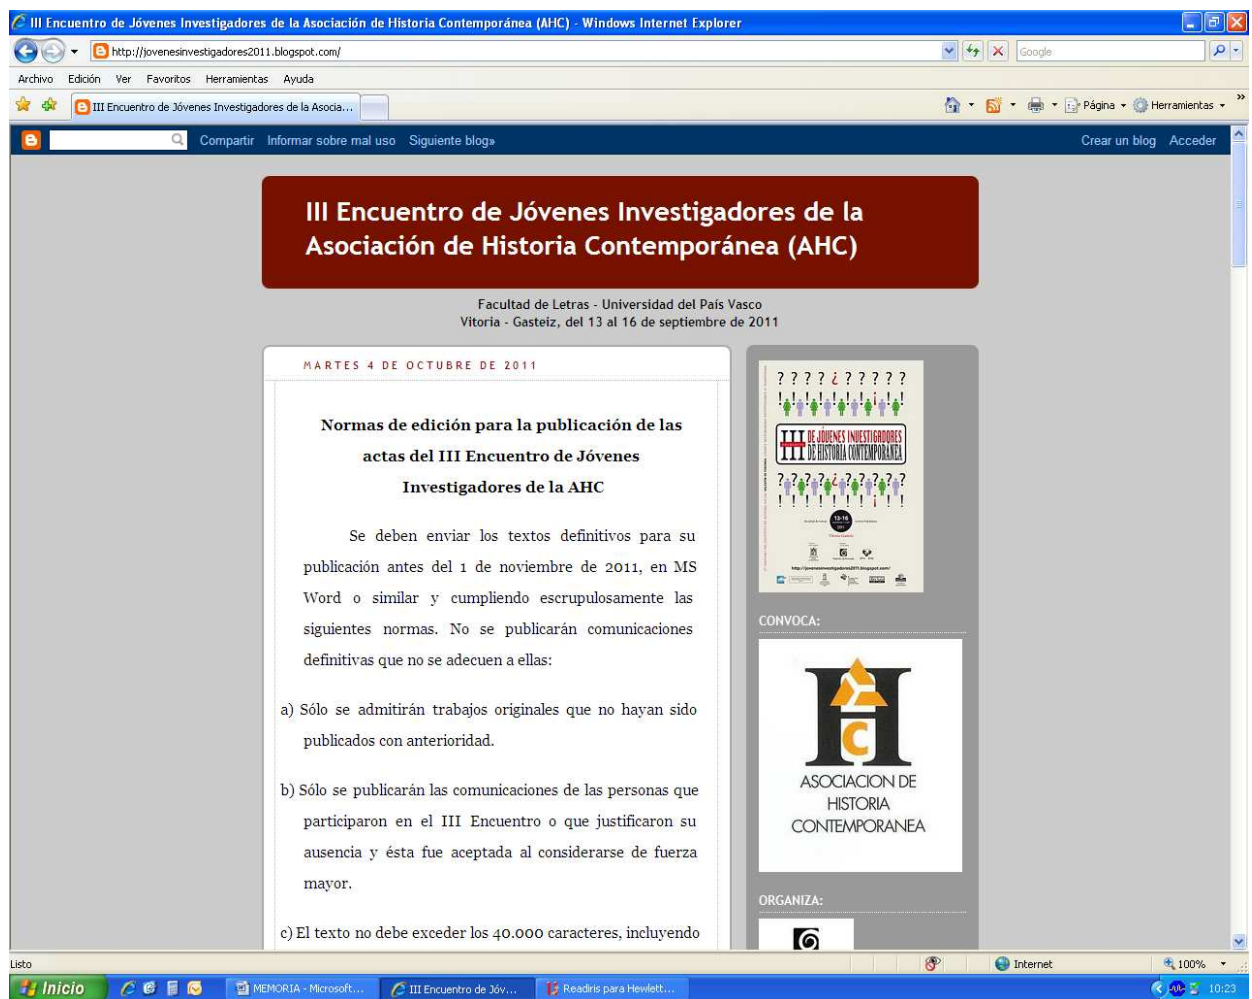 III Encuentro de Jóvenes Investigadores de la Asociación de Historia Contemporánea (AHC) - Windows Internet Explorer
http://jovenesinvestigadores2011.blogspot.com/
Google
Archivo Edición Ver Favoritos Herramientas Ayuda
III Encuentro de Jóvenes Investigadores de la Asocia...
Página Herramientas
Compartir Informar sobre mal uso Siguiente blog» Crear un blog Acceder
III Encuentro de Jóvenes Investigadores de la
Asociación de Historia Contemporánea (AHC)
Facultad de Letras - Universidad del País Vasco
Vitoria - Gasteiz, del 13 al 16 de septiembre de 2011
MARTES 4 DE OCTUBRE DE 2011
Normas de edición para la publicación de las
actas del III Encuentro de Jóvenes
Investigadores de la AHC
Se deben enviar los textos definitivos para su
publicación antes del 1 de noviembre de 2011, en MS
Word o similar y cumpliendo escrupulosamente las
siguientes normas. No se publicarán comunicaciones
definitivas que no se adecuen a ellas:
a) Sólo se admitirán trabajos originales que no hayan sido
publicados con anterioridad.
b) Sólo se publicarán las comunicaciones de las personas que
participaron en el III Encuentro o que justificaron su
ausencia y ésta fue aceptada al considerarse de fuerza
mayor.
c) El texto no debe exceder los 40.000 caracteres, incluyendo
? ? ? ? ¿ ? ? ? ? ?
III DE JÓVENES INVESTIGADORES
DE HISTORIA CONTEMPORÁNEA
13-16
2011
http://jovenesinvestigadores2011.blogspot.com/
CONVOCA:
H C
ASOCIACION DE
HISTORIA
CONTEMPORANEA
ORGANIZA:
Listo Internet 100%
Inicio MEMORIA - Microsoft... III Encuentro de Jóv... Readiris para Hewlett... 10:23